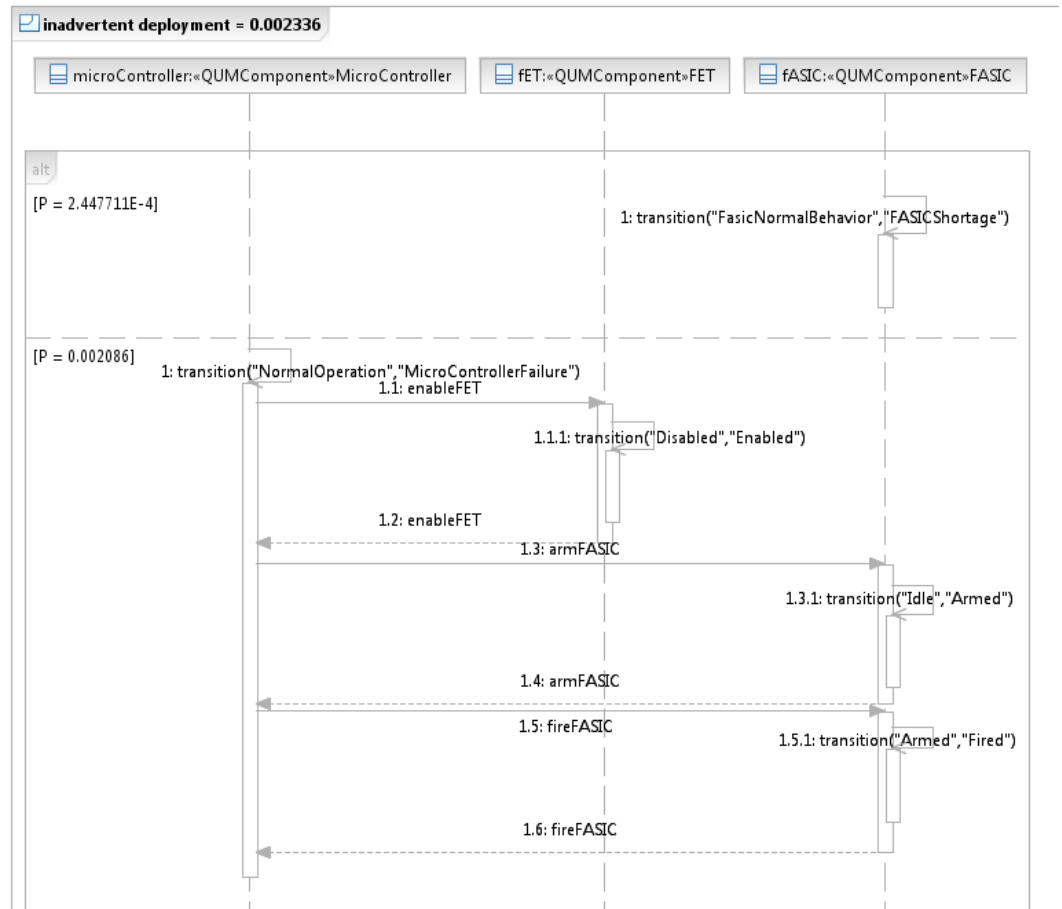 inadvertent deployment = 0.002336
microController:«QUMComponent»MicroController
fET:«QUMComponent»FET
fASIC:«QUMComponent»FASIC
alt
[P = 2.447711E-4]
1: transition("FasicNormalBehavior","FASICShortage")
[P = 0.002086]
1: transition("NormalOperation","MicroControllerFailure")
1.1: enableFET
1.1.1: transition("Disabled","Enabled")
1.2: enableFET
1.3: armFASIC
1.3.1: transition("Idle","Armed")
1.4: armFASIC
1.5: fireFASIC
1.5.1: transition("Armed","Fired")
1.6: fireFASIC